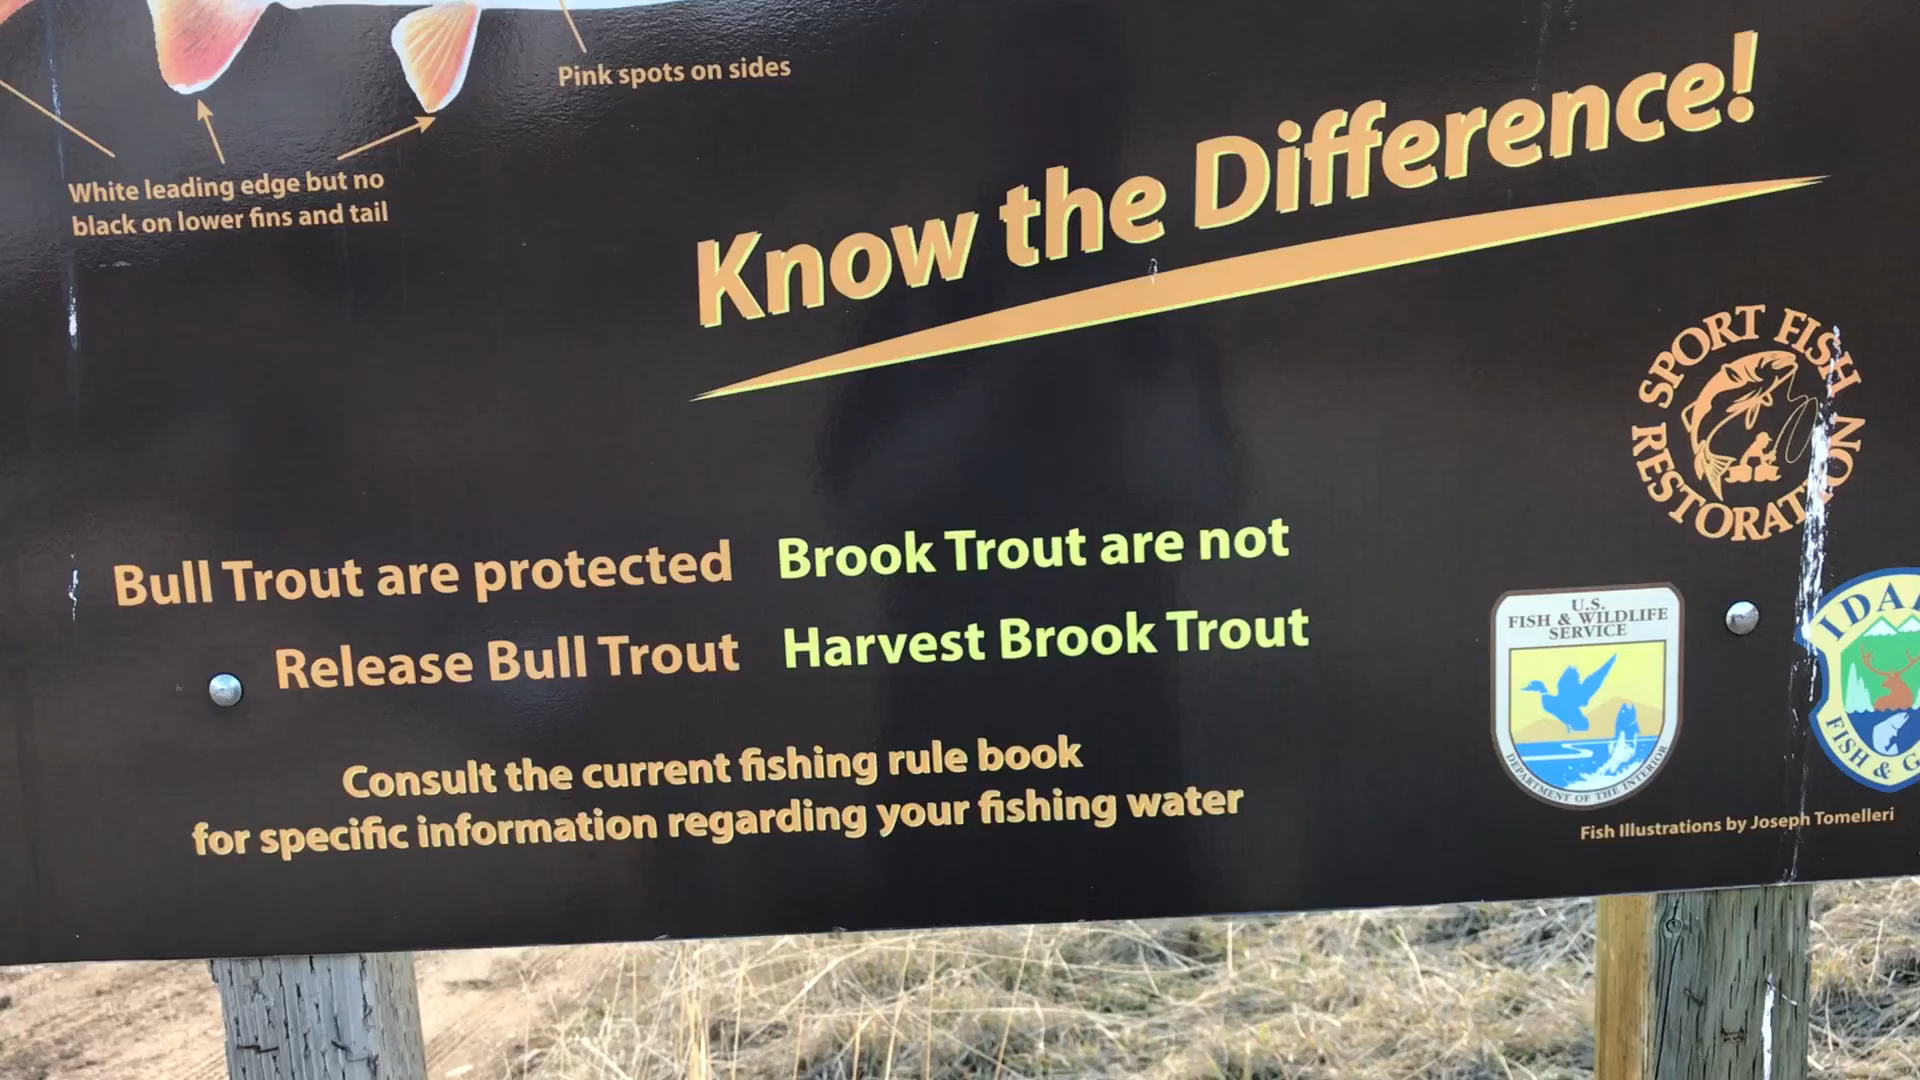 Pink spots on sides
White leading edge but no
black on lower fins and tail
Know the Difference!
SPORT FISH
RESTORATION
Bull Trout are protected
Brook Trout are not
Release Bull Trout
Harvest Brook Trout
Consult the current fishing rule book
for specific information regarding your fishing water
U.S.
FISH & WILDLIFE
SERVICE
DEPARTMENT OF THE INTERIOR
FISH &
Fish Illustrations by Joseph Tomelleri